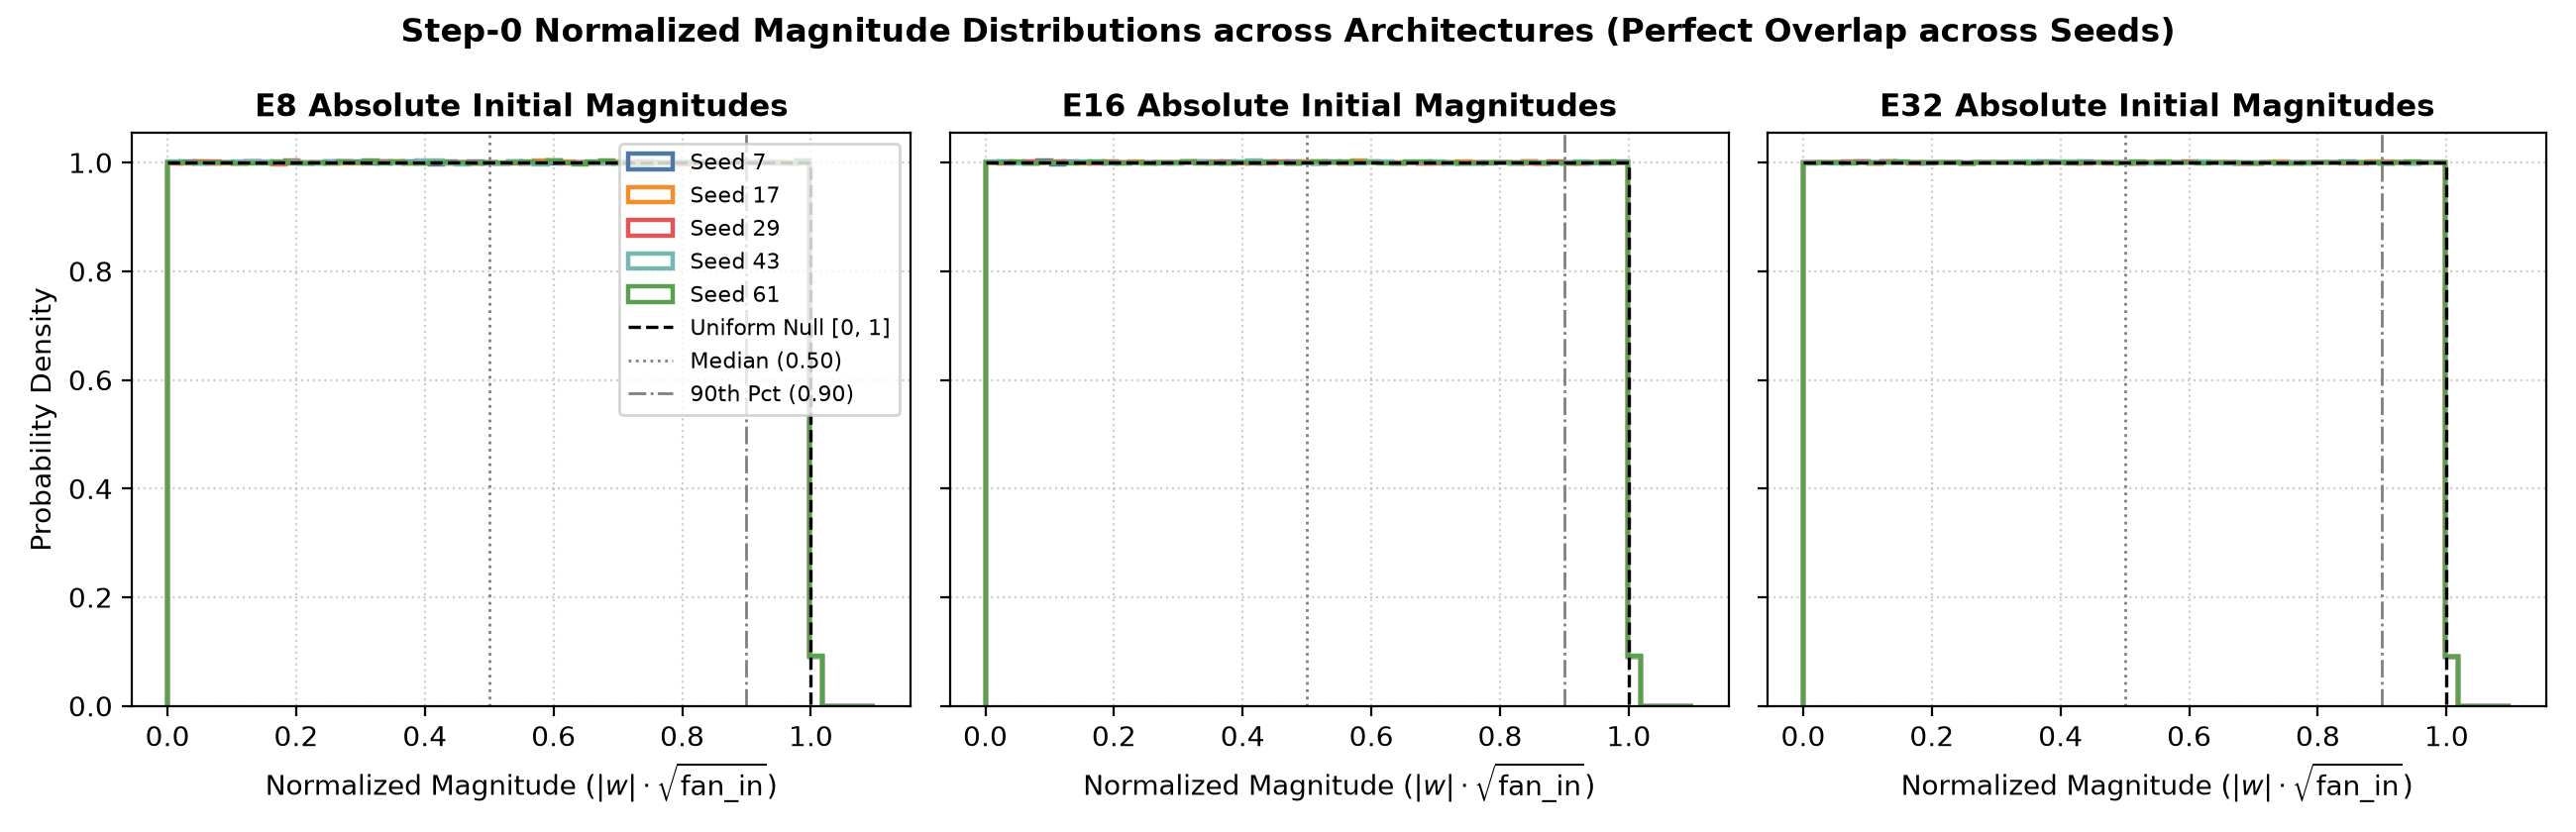 Step-0 Normalized Magnitude Distributions across Architectures (Perfect Overlap across Seeds)
E8 Absolute Initial Magnitudes
Probability Density
1.0
0.8
0.6
0.4
0.2
0.0
Seed 7
Seed 17
Seed 29
Seed 43
Seed 61
Uniform Null [0, 1]
Median (0.50)
90th Pct (0.90)
0.0 0.2 0.4 0.6 0.8 1.0
Normalized Magnitude (|w| · √fan_in)
E16 Absolute Initial Magnitudes
0.0 0.2 0.4 0.6 0.8 1.0
Normalized Magnitude (|w| · √fan_in)
E32 Absolute Initial Magnitudes
0.0 0.2 0.4 0.6 0.8 1.0
Normalized Magnitude (|w| · √fan_in)